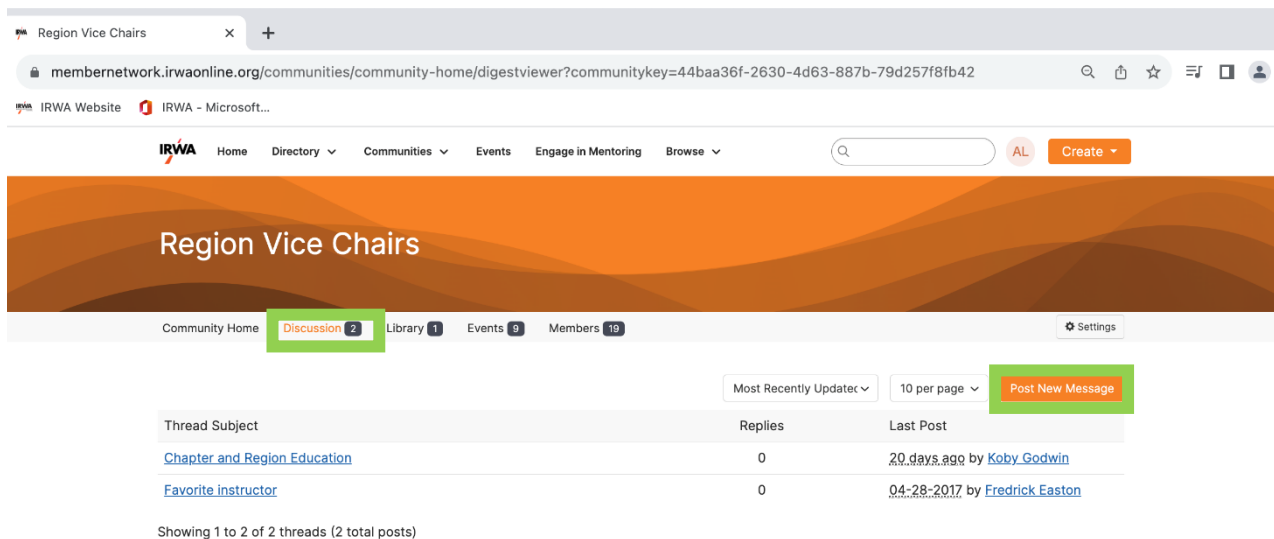 Region Vice Chairs
membernetwork.irwaonline.org/communities/community-home/digestviewer?communitykey=44baa36f-2630-4d63-887b-79d257f8fb42
IRWA Website IRWA - Microsoft...
IRWA Home Directory Communities Events Engage in Mentoring Browse AL Create
Region Vice Chairs
Community Home Discussion 2 Library 1 Events 9 Members 19 Settings
Most Recently Updated 10 per page Post New Message
Thread Subject Replies Last Post
Chapter and Region Education 0 20 days ago by Koby Godwin
Favorite instructor 0 04-28-2017 by Fredrick Easton
Showing 1 to 2 of 2 threads (2 total posts)